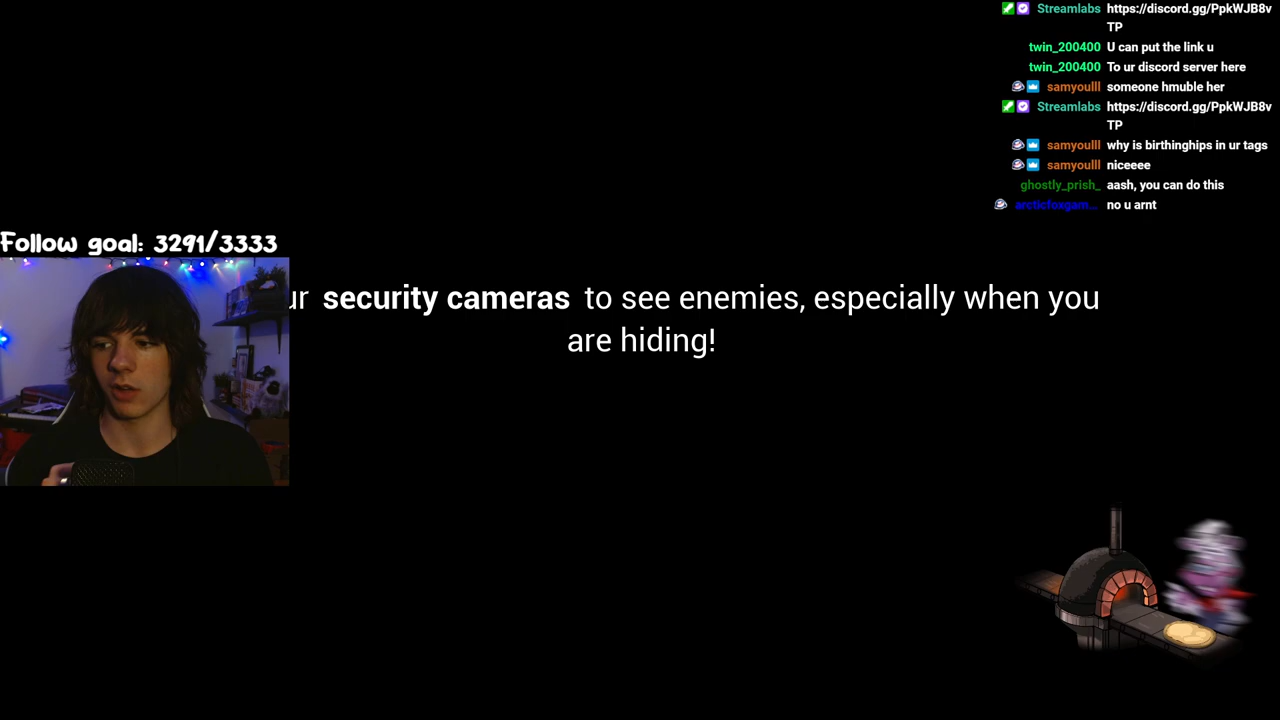 Streamlabs https://discord.gg/PpkWJB8v
TP
twin_200400 U can put the link u
twin_200400 To ur discord server here
samyoulll someone hmuble her
Streamlabs https://discord.gg/PpkWJB8v
TP
samyoulll why is birthinghips in ur tags
samyoulll niceeee
ghostly_prish_ aash, you can do this
arcticfoxgam... no u arnt
Follow goal: 3291/3333
ur security cameras to see enemies, especially when you
are hiding!